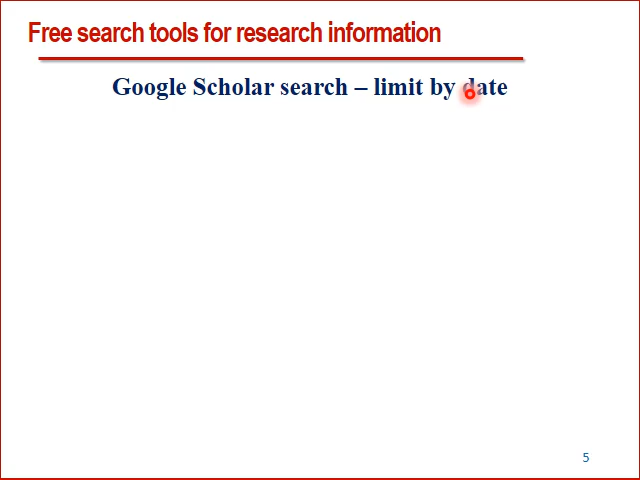 Free search tools for research information
Google Scholar search – limit by date
5